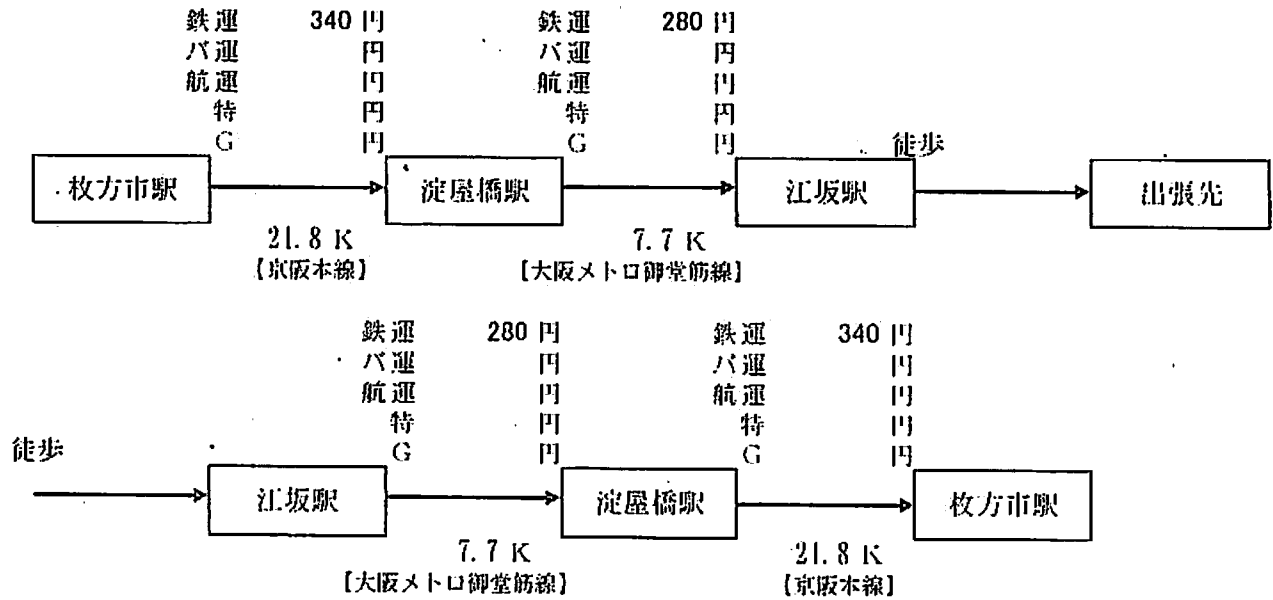 鉄運 340 円 鉄運 280 円
バ運 円 バ運 円
航運 円 航運 円
特 円 特 円
G 円 G 円
徒歩
枚方市駅 淀屋橋駅 江坂駅 出張先
21.8 K 7.7 K
【京阪本線】 【大阪メトロ御堂筋線】
鉄運 280 円 鉄運 340 円
バ運 円 バ運 円
航運 円 航運 円
特 円 特 円
G 円 G 円
徒歩
江坂駅 淀屋橋駅 枚方市駅
7.7 K 21.8 K
【大阪メトロ御堂筋線】 【京阪本線】